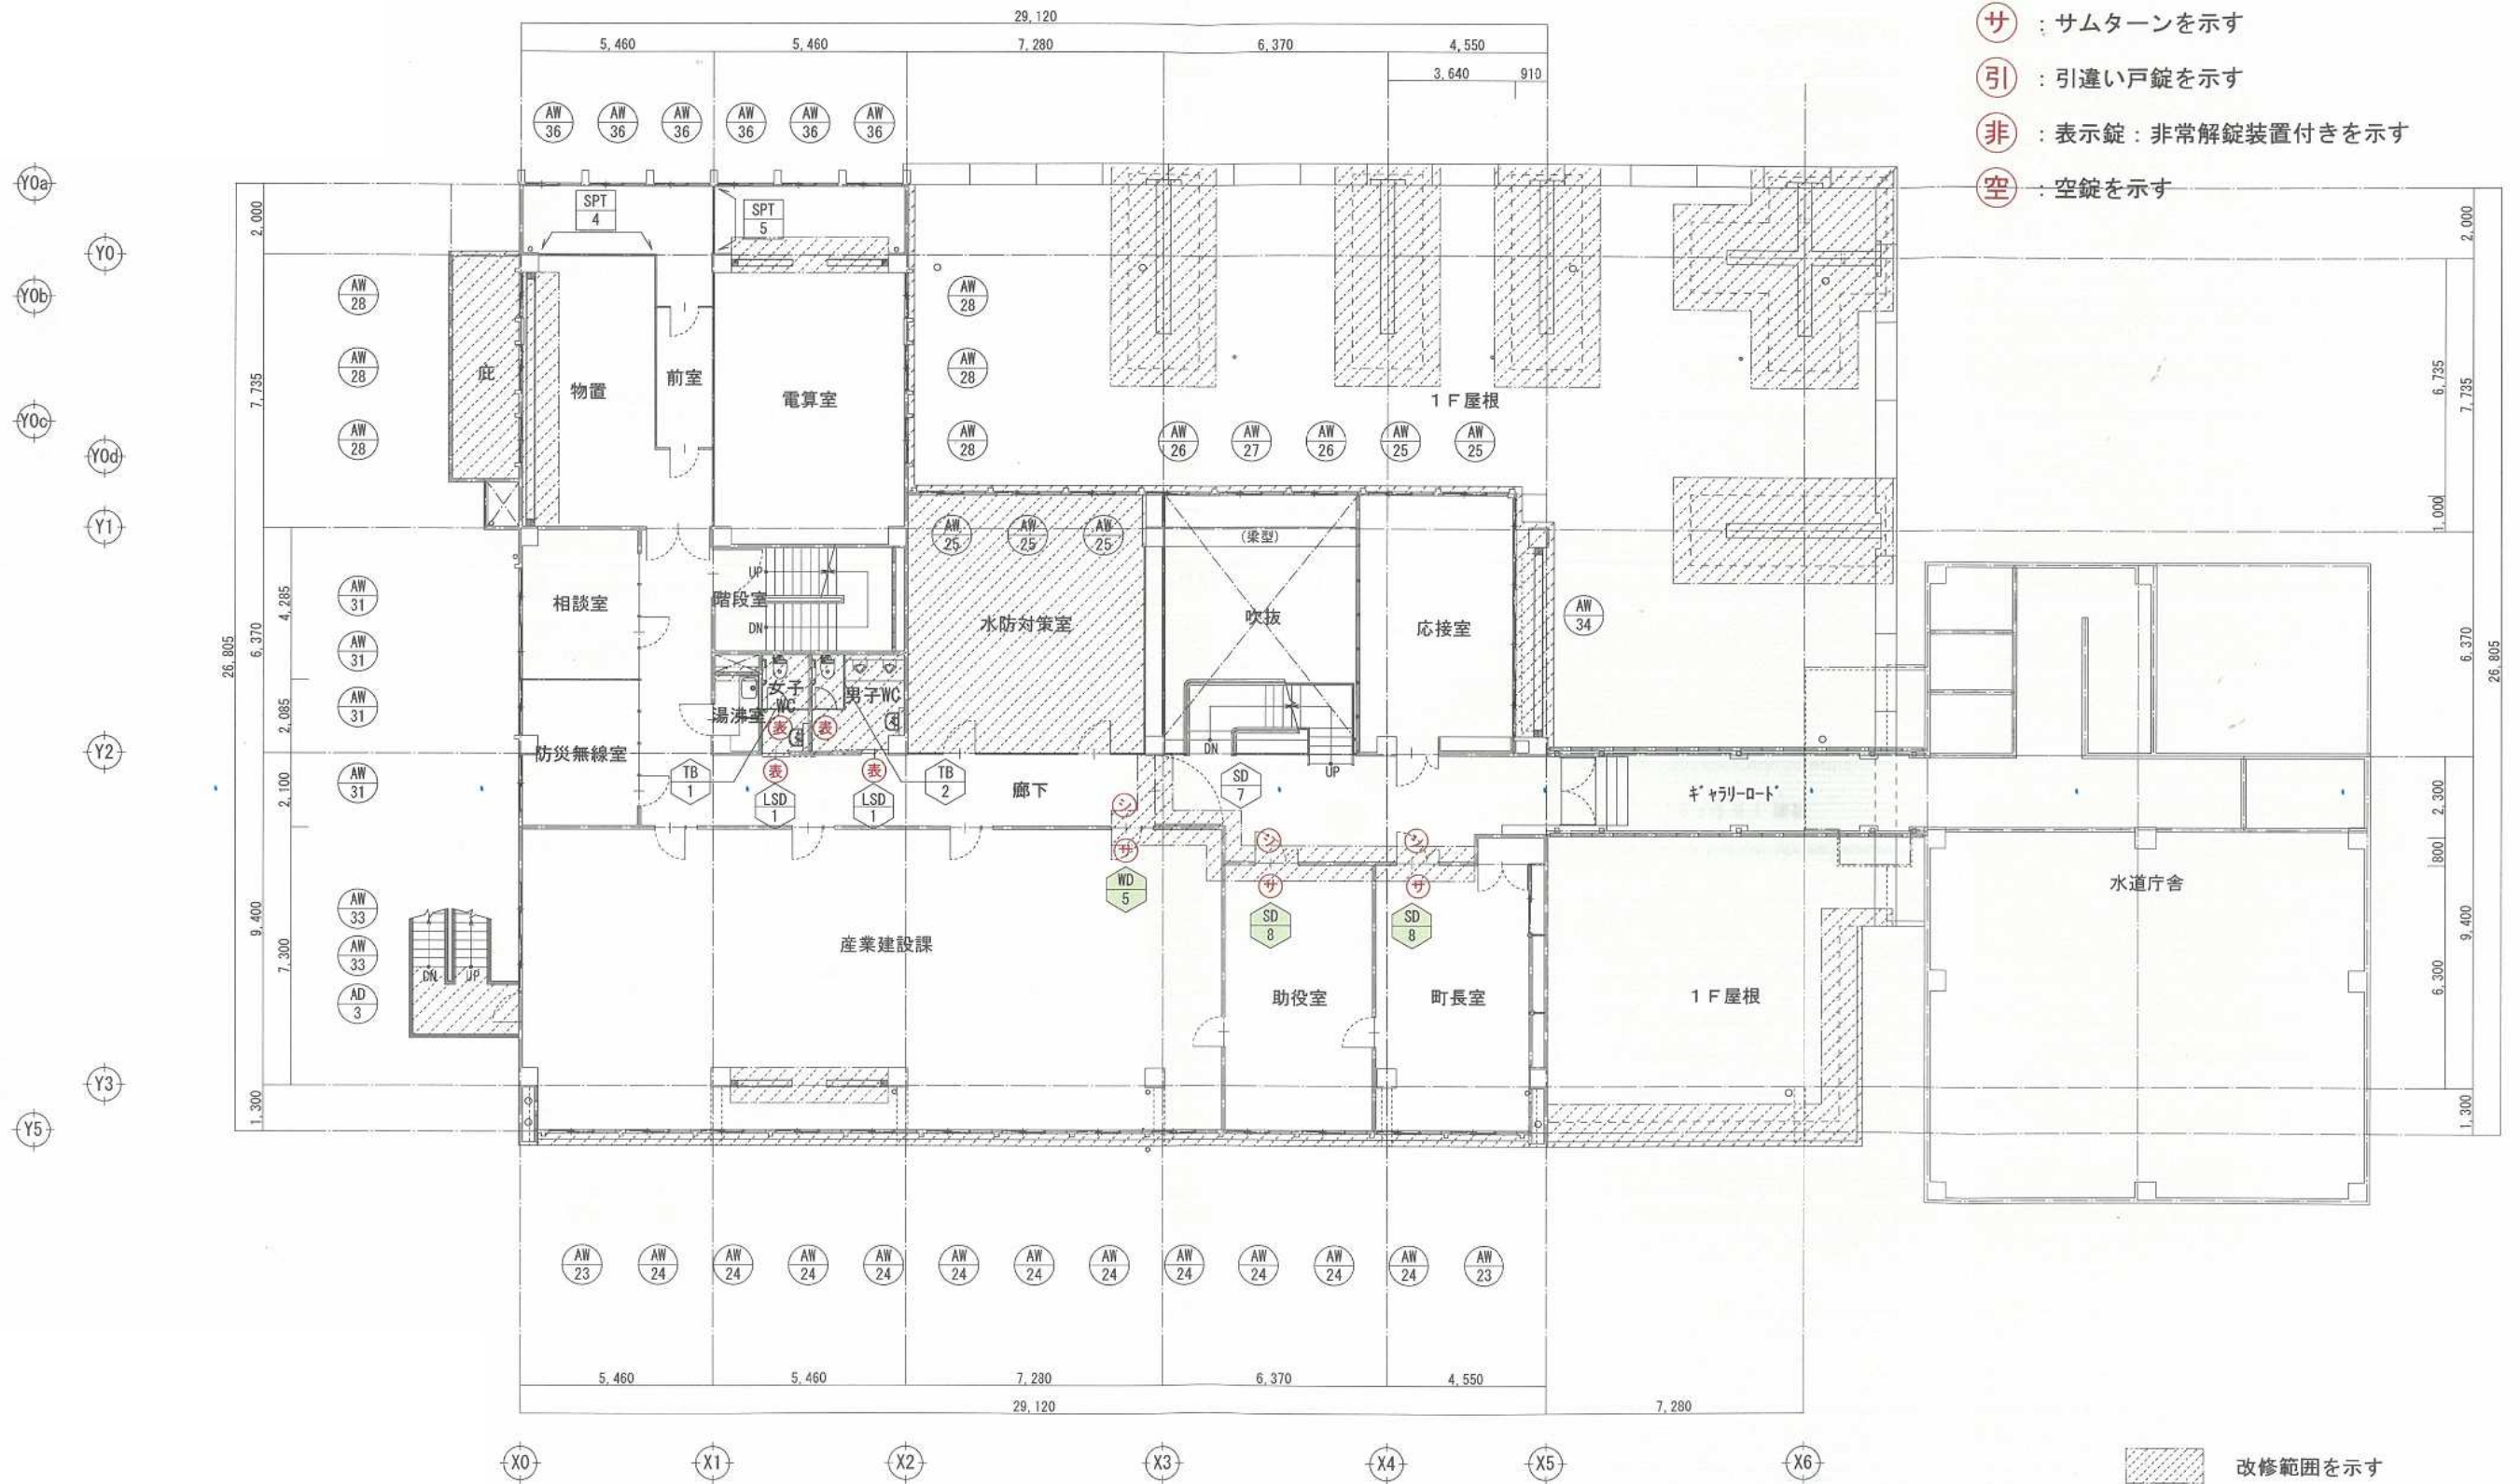 29,120
5,460 5,460 7,280 6,370 4,550
3,640 910
サ : サムターンを示す
引 : 引違い戸錠を示す
非 : 表示錠：非常解錠装置付きを示す
空 : 空錠を示す
AW 36 AW 36 AW 36 AW 36 AW 36 AW 36
Y0a
SPT 4
SPT 5
2,000
2,000
Y0
Y0b
AW 28
AW 28
AW 28
AW 28
庇
物置
前室
電算室
7,735
1F屋根
6,735
7,735
Y0c
AW 28
AW 28
AW 26 AW 27 AW 26 AW 25 AW 25
Y0d
Y1
AW 25 AW 25 AW 25
(梁型)
1,000
相談室
UP
階段室
DN
水防対策室
吹抜
応接室
AW 31
AW 34
4,285
6,370
26,805
AW 31
6,370
26,805
AW 31
2,085
湯沸室
女子WC
男子WC
表 表
DN
UP
Y2
防災無線室
AW 31
2,100
TB 1
表
LSD 1
表
LSD 1
TB 2
廊下
SD 7
ｷﾞｬﾗﾘｰﾛｰﾄﾞ
2,300
シ
サ
WD 5
シ
サ
SD 8
シ
サ
SD 8
800
水道庁舎
AW 33
AW 33
AD 3
DN UP
9,400
7,300
産業建設課
助役室
町長室
1F屋根
9,400
6,300
Y3
1,300
1,300
Y5
AW 23 AW 24 AW 24 AW 24 AW 24 AW 24 AW 24 AW 24 AW 24 AW 24 AW 24 AW 24 AW 23
5,460 5,460 7,280 6,370 4,550
29,120
7,280
X0 X1 X2 X3 X4 X5 X6
改修範囲を示す